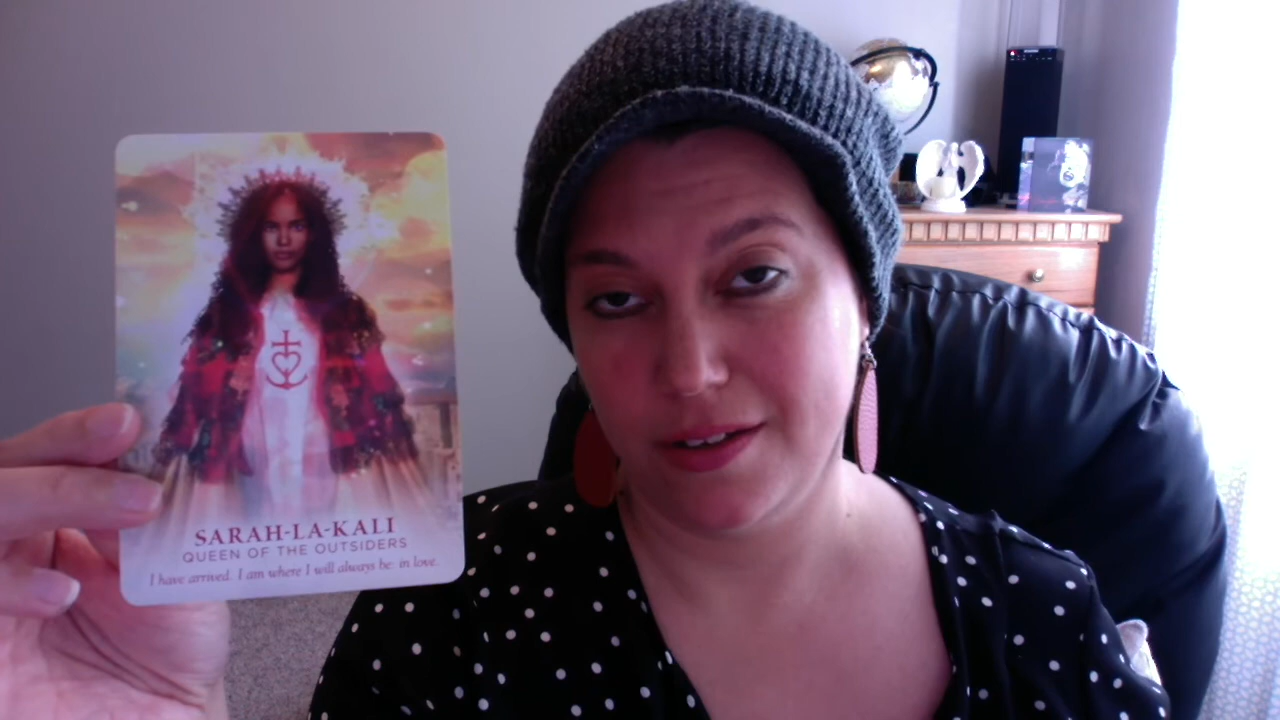 SARAH-LA-KALI
QUEEN OF THE OUTSIDERS
I have arrived. I am where I will always be: in love.